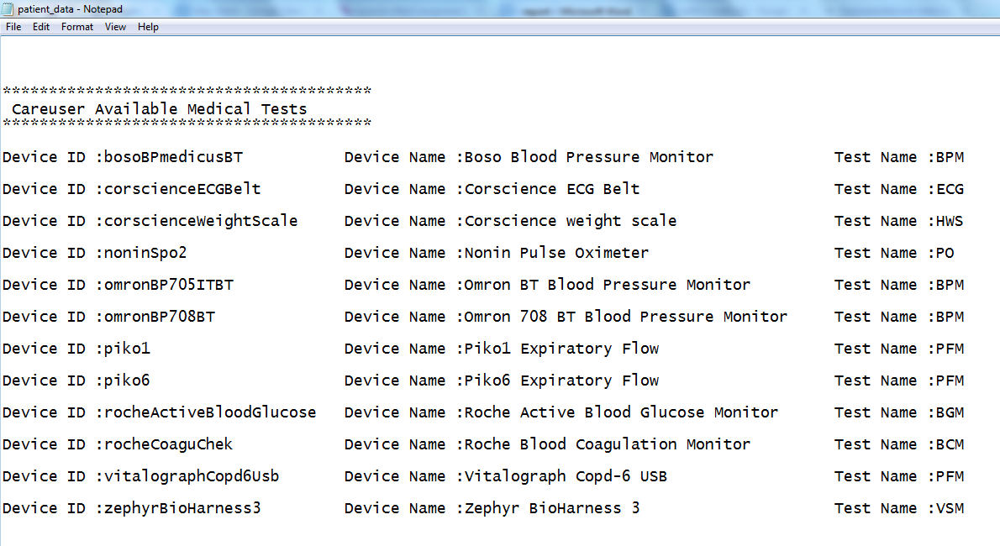 patient_data - Notepad
File Edit Format View Help
****************************************
Careuser Available Medical Tests
****************************************
Device ID :bosoBPmedicusBT Device Name :Boso Blood Pressure Monitor Test Name :BPM
Device ID :corscienceECGBelt Device Name :Corscience ECG Belt Test Name :ECG
Device ID :corscienceWeightScale Device Name :Corscience weight scale Test Name :HWS
Device ID :noninSpo2 Device Name :Nonin Pulse Oximeter Test Name :PO
Device ID :omronBP705ITBT Device Name :Omron BT Blood Pressure Monitor Test Name :BPM
Device ID :omronBP708BT Device Name :Omron 708 BT Blood Pressure Monitor Test Name :BPM
Device ID :piko1 Device Name :Piko1 Expiratory Flow Test Name :PFM
Device ID :piko6 Device Name :Piko6 Expiratory Flow Test Name :PFM
Device ID :rocheActiveBloodGlucose Device Name :Roche Active Blood Glucose Monitor Test Name :BGM
Device ID :rocheCoaguChek Device Name :Roche Blood Coagulation Monitor Test Name :BCM
Device ID :vitalographCopd6Usb Device Name :Vitalograph Copd-6 USB Test Name :PFM
Device ID :zephyrBioHarness3 Device Name :Zephyr BioHarness 3 Test Name :VSM